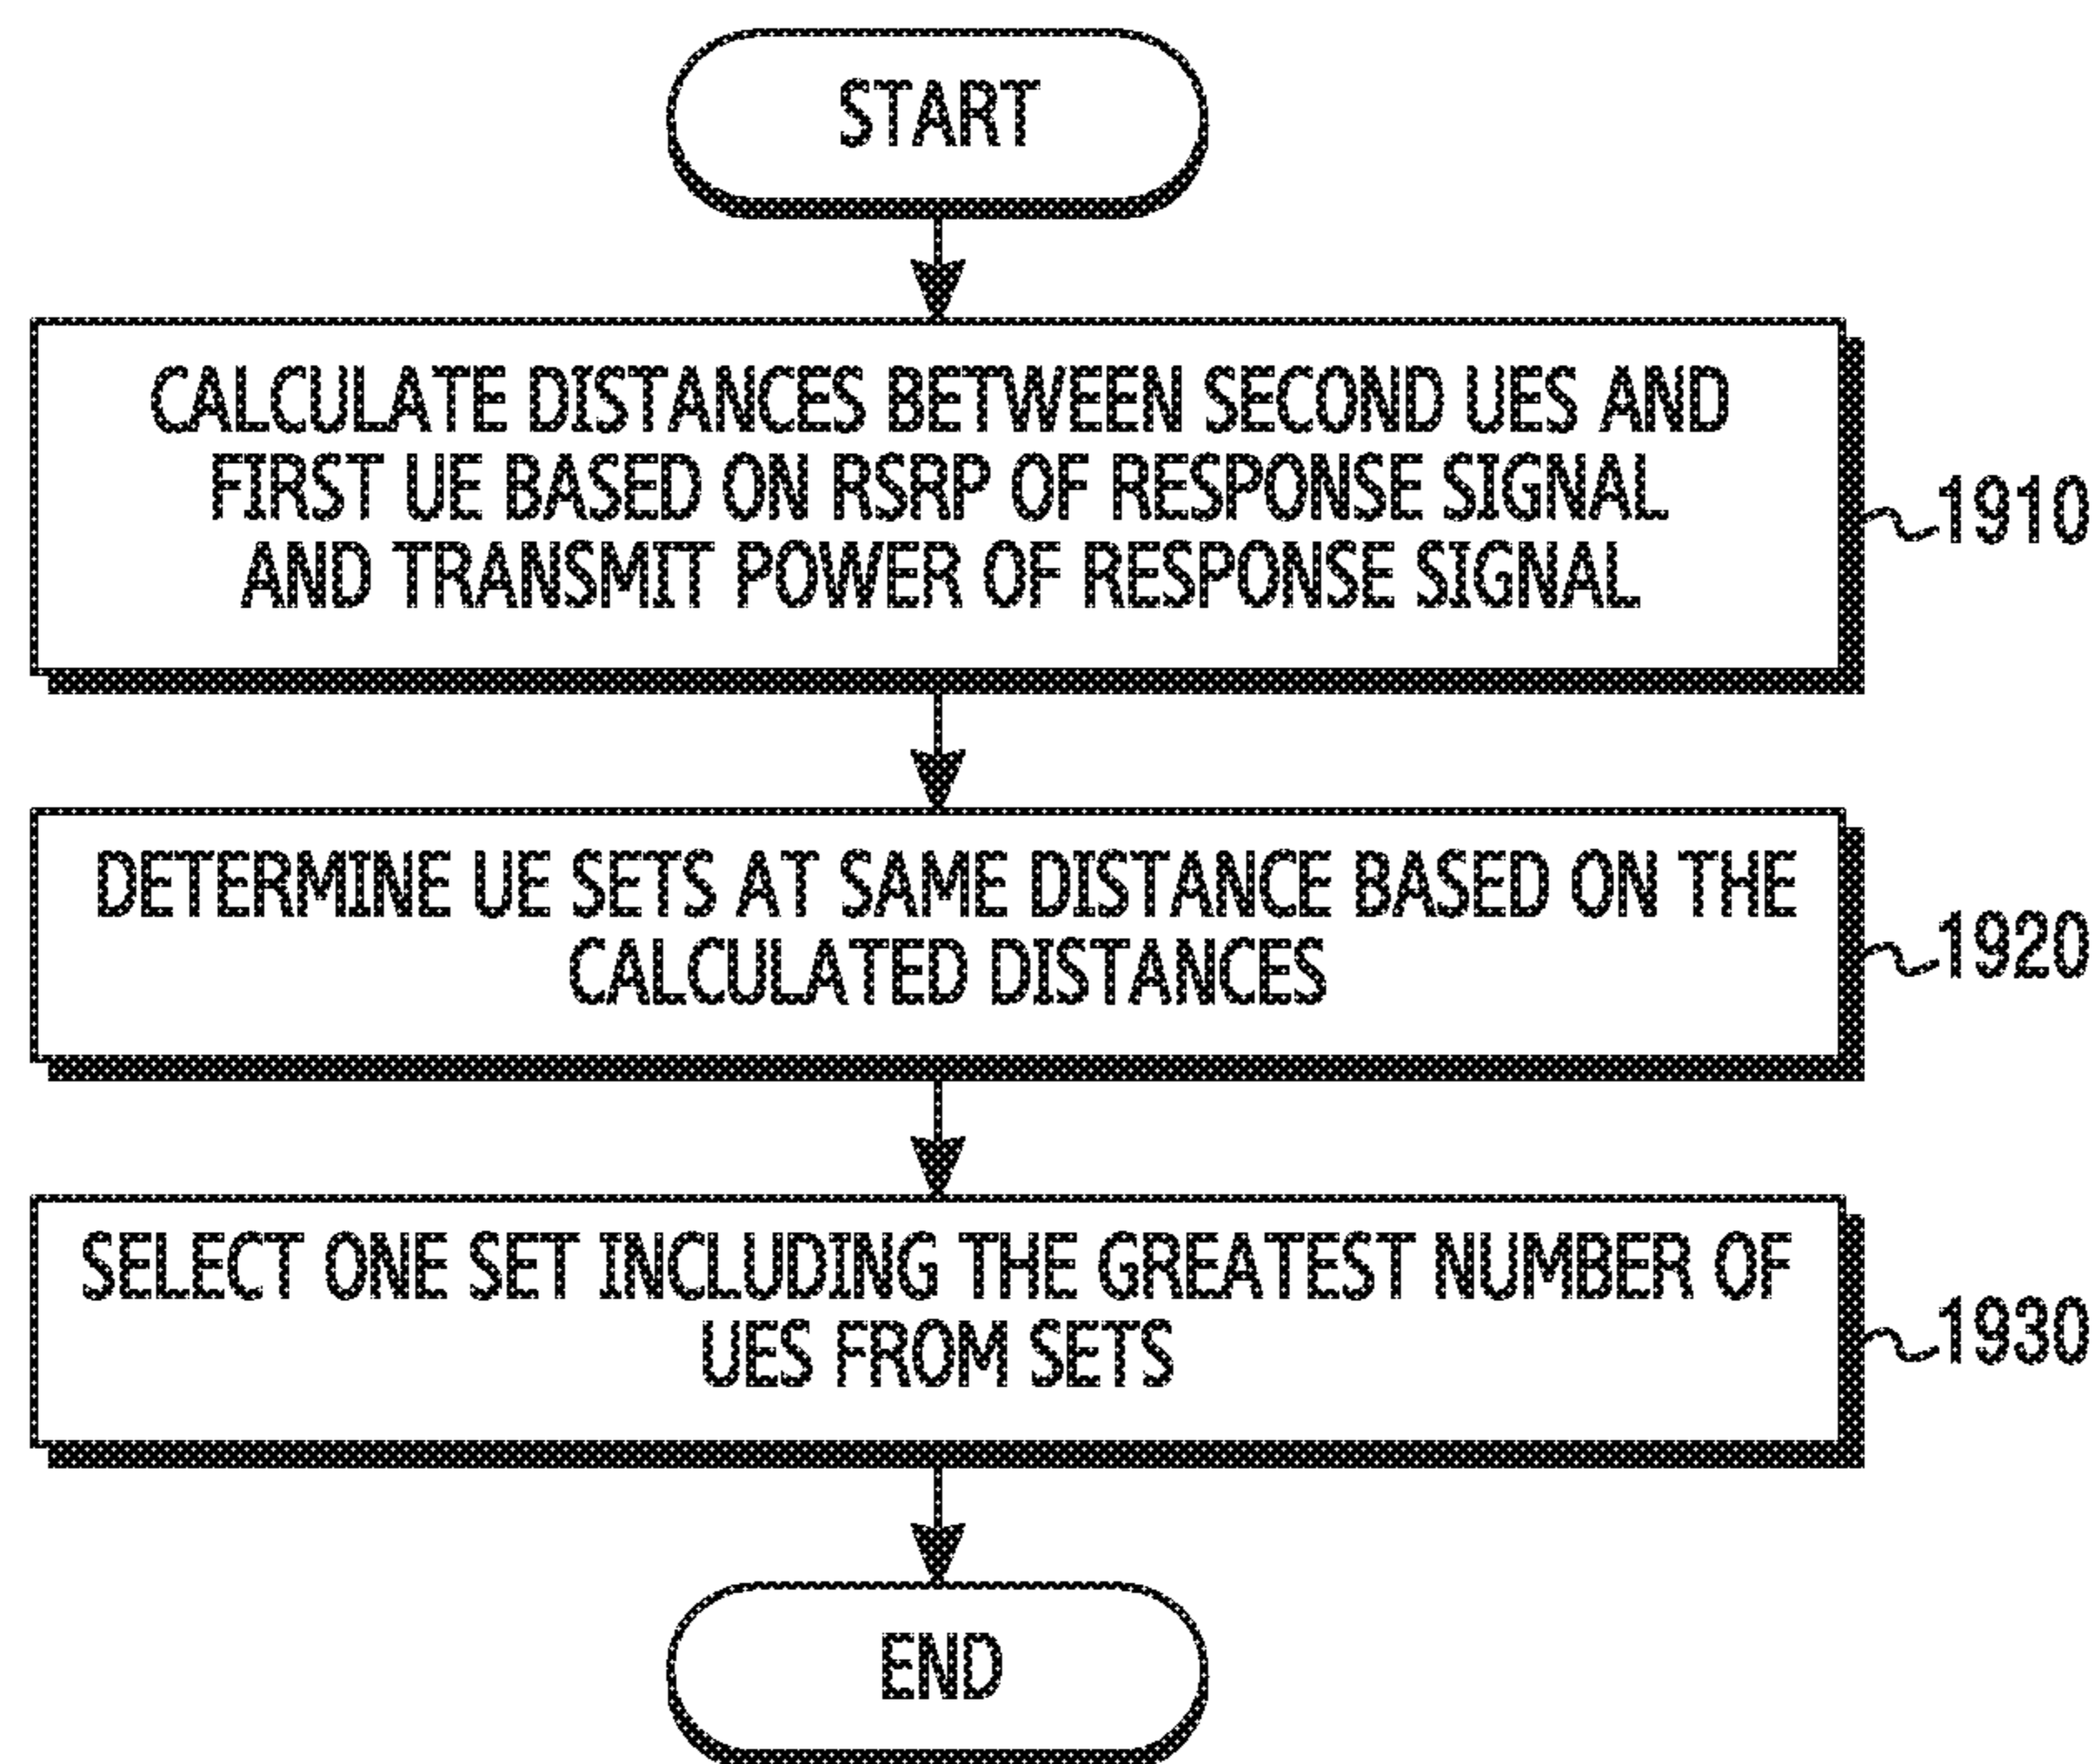 START
CALCULATE DISTANCES BETWEEN SECOND UES AND
FIRST UE BASED ON RSRP OF RESPONSE SIGNAL
AND TRANSMIT POWER OF RESPONSE SIGNAL
1910
DETERMINE UE SETS AT SAME DISTANCE BASED ON THE
CALCULATED DISTANCES
1920
SELECT ONE SET INCLUDING THE GREATEST NUMBER OF
UES FROM SETS
1930
END